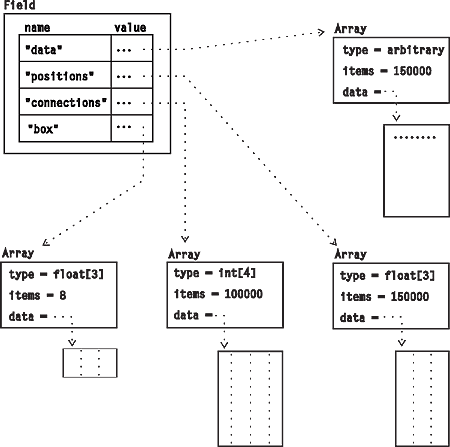 Field
name value
"data" ...
"positions" ...
"connections" ...
"box" ...
Array
type = arbitrary
items = 150000
data =
Array
type = float[3]
items = 8
data =
Array
type = int[4]
items = 100000
data =
Array
type = float[3]
items = 150000
data =